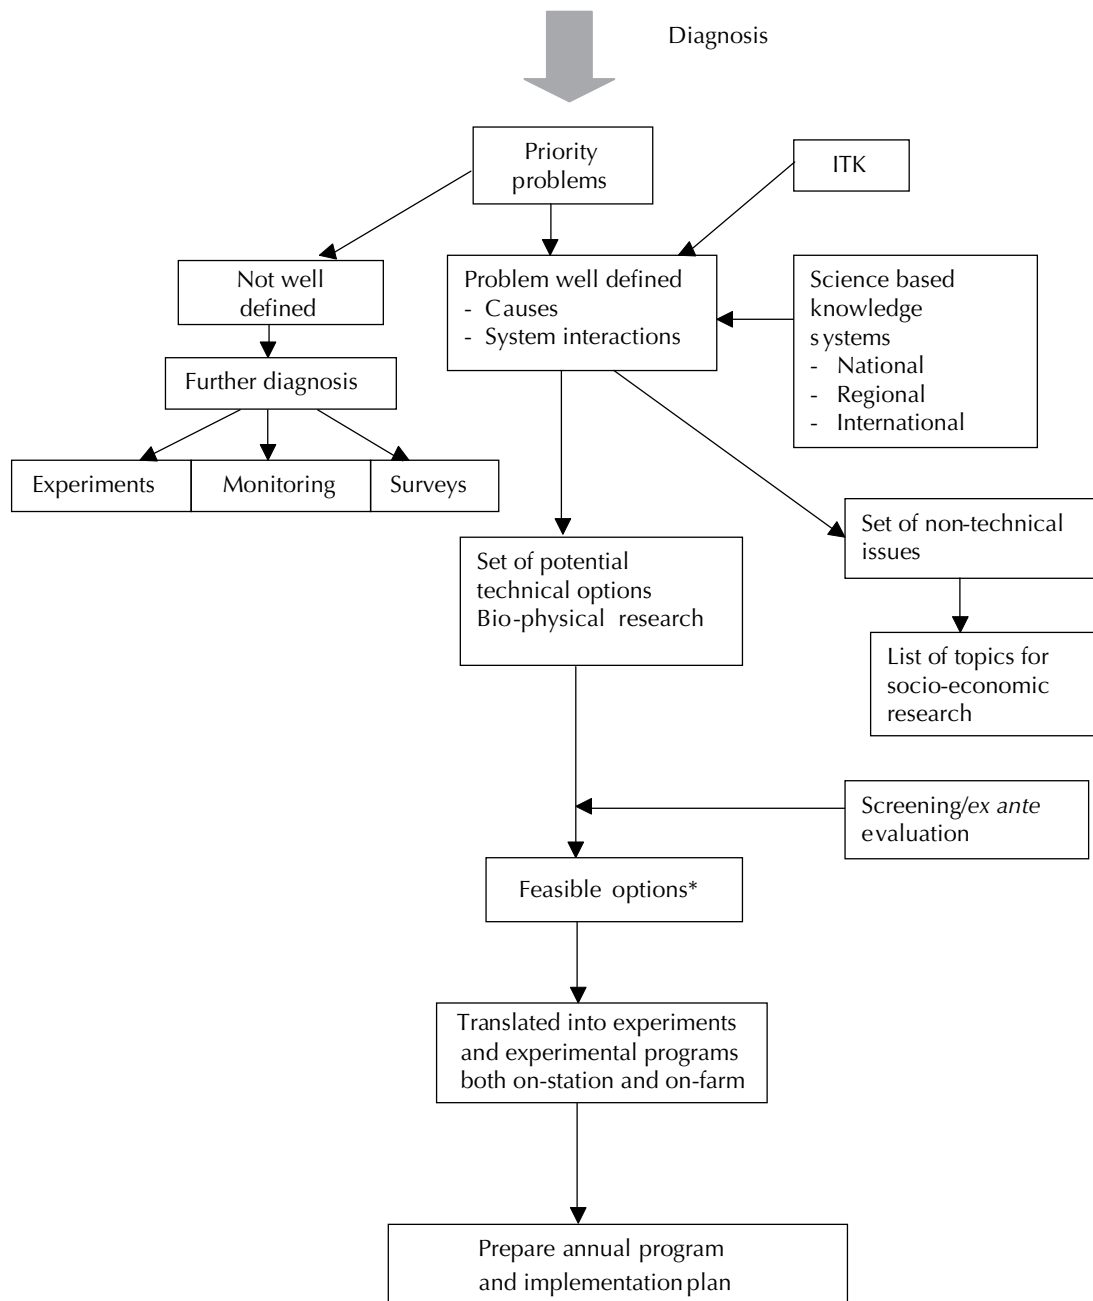 Diagnosis
Priority
problems
ITK
Not well
defined
Problem well defined
- Causes
- System interactions
Science based
knowledge
systems
- National
- Regional
- International
Further diagnosis
Experiments
Monitoring
Surveys
Set of non-technical
issues
Set of potential
technical options
Bio-physical research
List of topics for
socio-economic
research
Screening/ex ante
evaluation
Feasible options*
Translated into experiments
and experimental programs
both on-station and on-farm
Prepare annual program
and implementation plan